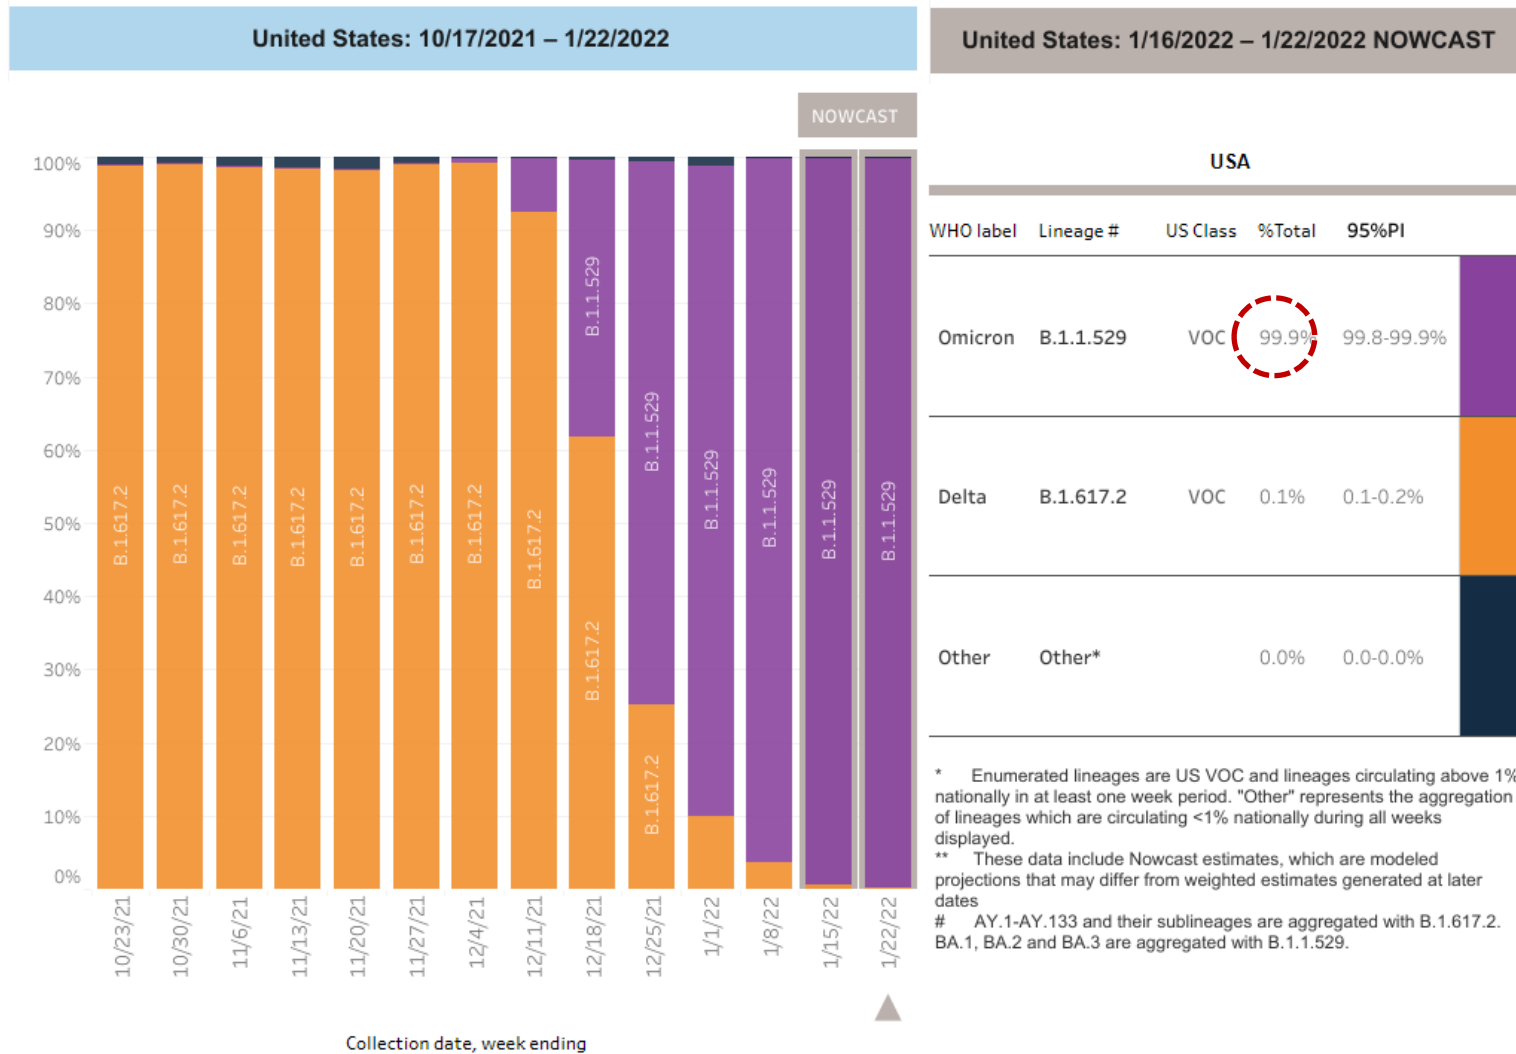 United States: 10/17/2021 – 1/22/2022
United States: 1/16/2022 – 1/22/2022 NOWCAST
NOWCAST
100%
90%
80%
70%
60%
50%
40%
30%
20%
10%
0%
B.1.617.2
B.1.617.2
B.1.617.2
B.1.617.2
B.1.617.2
B.1.617.2
B.1.617.2
B.1.617.2
B.1.1.529
B.1.617.2
B.1.1.529
B.1.617.2
B.1.1.529
B.1.1.529
B.1.1.529
B.1.1.529
10/23/21
10/30/21
11/6/21
11/13/21
11/20/21
11/27/21
12/4/21
12/11/21
12/18/21
12/25/21
1/1/22
1/8/22
1/15/22
1/22/22
Collection date, week ending
USA
WHO label Lineage # US Class %Total 95%PI
Omicron B.1.1.529 VOC 99.9% 99.8-99.9%
Delta B.1.617.2 VOC 0.1% 0.1-0.2%
Other Other* 0.0% 0.0-0.0%
* Enumerated lineages are US VOC and lineages circulating above 1%
nationally in at least one week period. "Other" represents the aggregation
of lineages which are circulating <1% nationally during all weeks
displayed.
** These data include Nowcast estimates, which are modeled
projections that may differ from weighted estimates generated at later
dates
# AY.1-AY.133 and their sublineages are aggregated with B.1.617.2.
BA.1, BA.2 and BA.3 are aggregated with B.1.1.529.